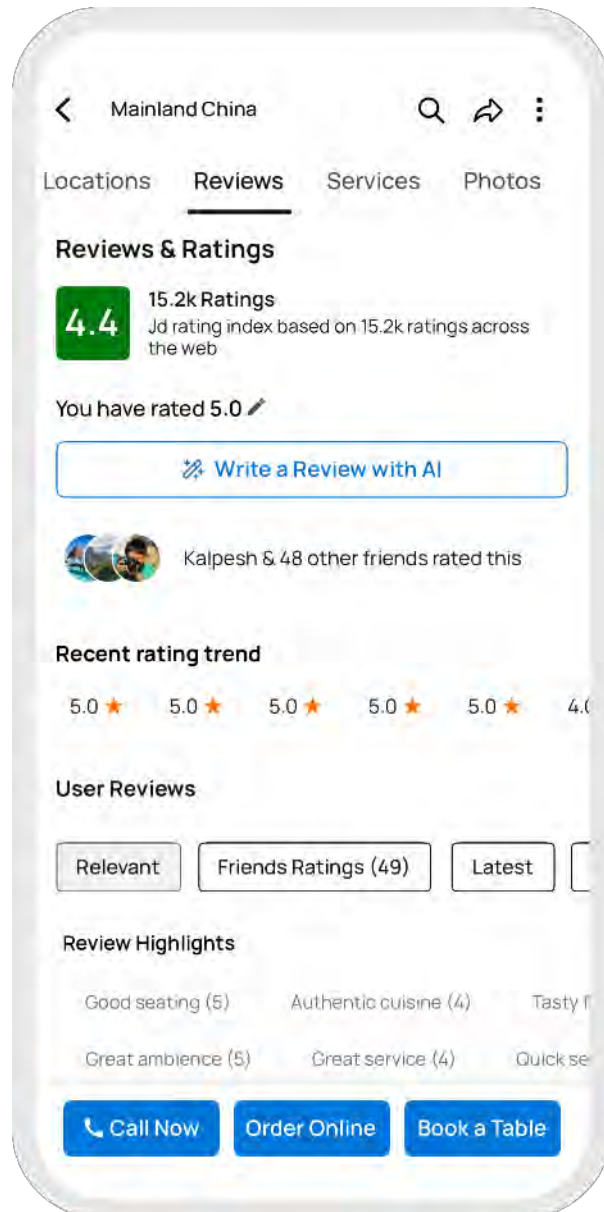 Mainland China
Locations Reviews Services Photos
Reviews & Ratings
4.4
15.2k Ratings
Jd rating index based on 15.2k ratings across
the web
You have rated 5.0
Write a Review with AI
Kalpesh & 48 other friends rated this
Recent rating trend
5.0 5.0 5.0 5.0 5.0 4.
User Reviews
Relevant Friends Ratings (49) Latest
Review Highlights
Good seating (5) Authentic cuisine (4) Tasty
Great ambience (5) Great service (4) Quick
Call Now Order Online Book a Table